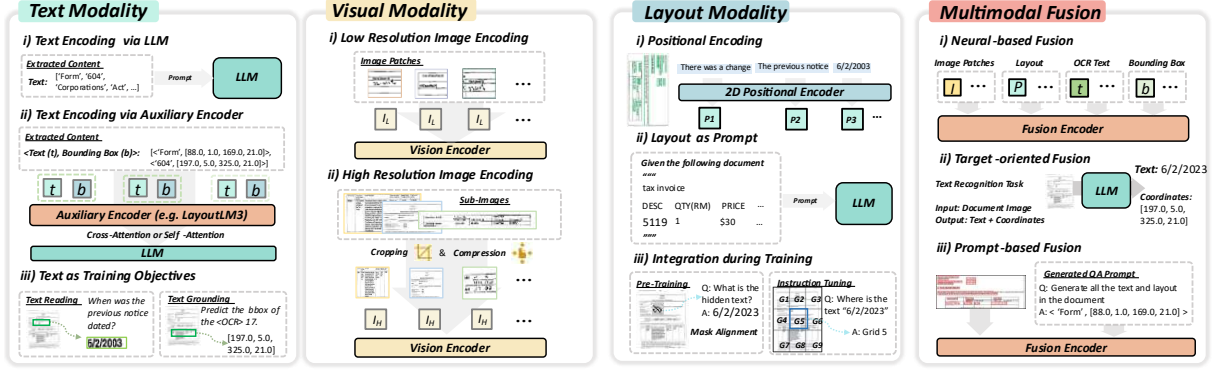 Text Modality
i) Text Encoding via LLM
Extracted Content
Text:
['Form', '604',
'Corporations', 'Act', ...]
Prompt
LLM
ii) Text Encoding via Auxiliary Encoder
Extracted Content
<Text (t), Bounding Box (b)>:
[<'Form', [88.0, 1.0, 169.0, 21.0]>,
<'604', [197.0, 5.0, 325.0, 21.0]>]
t b t b t b
Auxiliary Encoder (e.g. LayoutLM3)
Cross-Attention or Self -Attention
LLM
iii) Text as Training Objectives
Text Reading
When was the
previous notice
dated?
6/2/2003
Text Grounding
Predict the bbox of
the <OCR> 17.
[197.0, 5.0,
325.0, 21.0]
Visual Modality
i) Low Resolution Image Encoding
Image Patches
...
I_L I_L I_L ...
Vision Encoder
ii) High Resolution Image Encoding
Sub-Images
Cropping & Compression
...
I_H I_H I_H ...
Vision Encoder
Layout Modality
i) Positional Encoding
There was a change The previous notice 6/2/2003
2D Positional Encoder
P1 P2 P3 ...
ii) Layout as Prompt
Given the following document
"""
tax invoice
DESC QTY(RM) PRICE ...
5119 1 $30 ...
"""
Prompt
LLM
iii) Integration during Training
Pre-Training
Q: What is the
hidden text?
A: 6/2/2023
Mask Alignment
Instruction Tuning
G1 G2 G3
G4 G5 G6
G7 G8 G9
Q: Where is the
text "6/2/2023"
A: Grid 5
Multimodal Fusion
i) Neural-based Fusion
Image Patches Layout OCR Text Bounding Box
I ... P ... t ... b ...
Fusion Encoder
ii) Target -oriented Fusion
Text Recognition Task
Input: Document Image
Output: Text + Coordinates
LLM
Text: 6/2/2023
Coordinates:
[197.0, 5.0,
325.0, 21.0]
iii) Prompt-based Fusion
Generated QA Prompt
Q: Generate all the text and layout
in the document
A: < 'Form' , [88.0, 1.0, 169.0, 21.0] >
Fusion Encoder